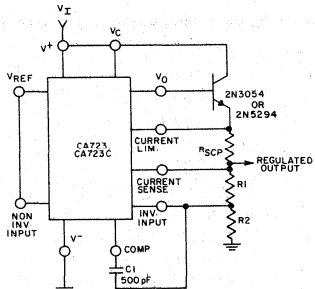 VI
V+
VC
VREF
VO
2N3054
OR
2N5294
CA723
CA723C
CURRENT
LIM.
RSCP
REGULATED
OUTPUT
CURRENT
SENSE
R1
NON
INV.
INPUT
INV.
INPUT
R2
V-
COMP
C1
500 pF